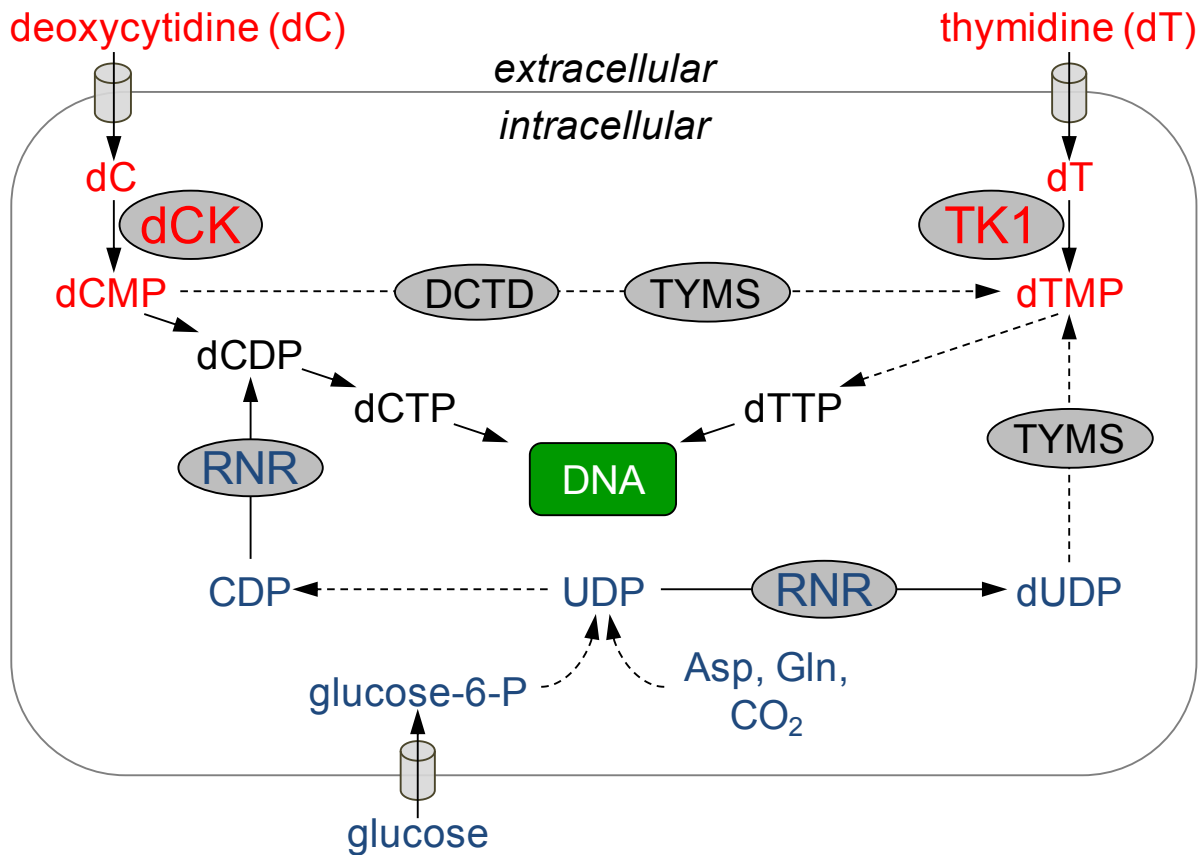 deoxycytidine (dC)
thymidine (dT)
extracellular
intracellular
dC
dT
dCK
TK1
dCMP
DCTD
TYMS
dTMP
dCDP
dCTP
dTTP
TYMS
RNR
DNA
CDP
UDP
RNR
dUDP
glucose-6-P
Asp, Gln,
CO₂
glucose